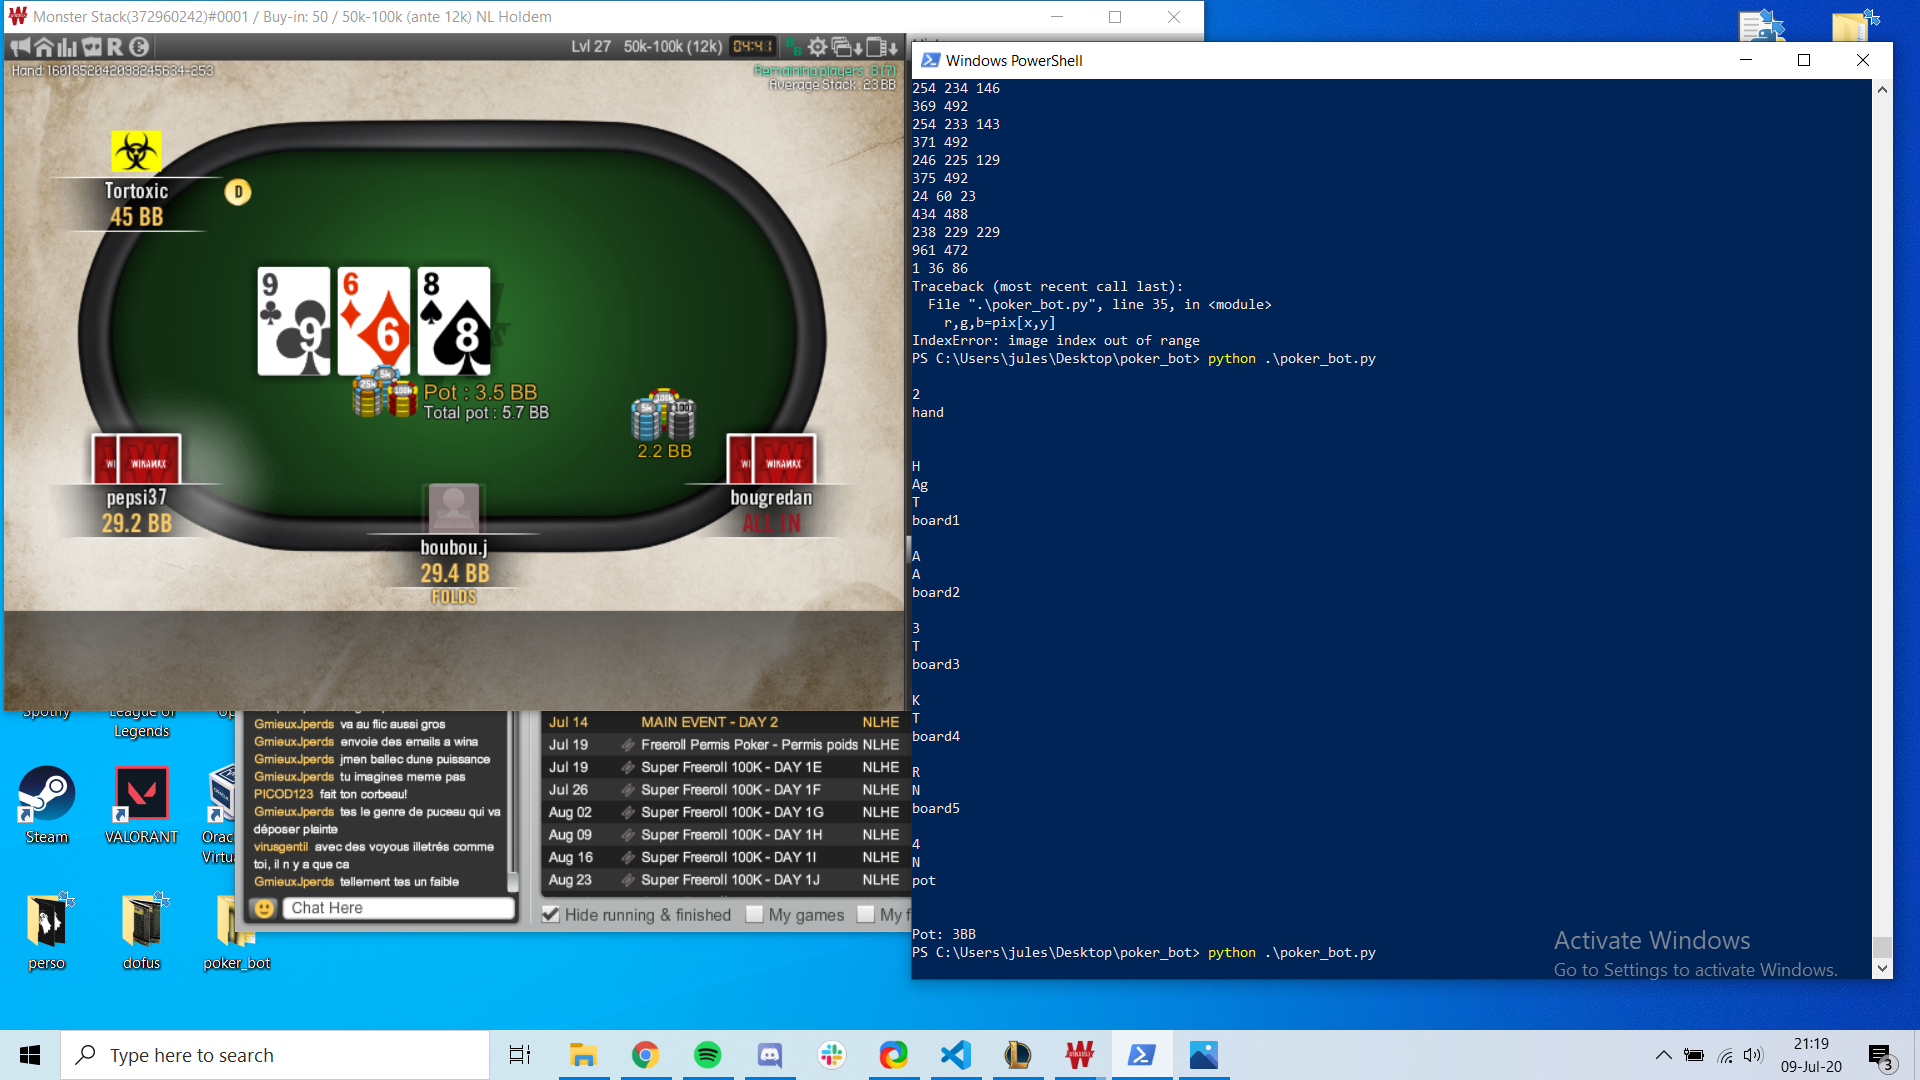 Monster Stack(372960242)#0001 / Buy-in: 50 / 50k-100k (ante 12k) NL Holdem
Lvl 27 50k-100k (12k) 04:41
Hand:1601852042098245634-253
Remaining players: 8 (7)
Average Stack : 23 BB
Tortoxic
45 BB
D
9 9
6 6
8 8
5k
25k 100k
Pot : 3.5 BB
Total pot : 5.7 BB
100k
5k 100
2.2 BB
WI WINAMAX
pepsi37
29.2 BB
WI WINAMAX
bougredan
ALL IN
boubou.j
29.4 BB
FOLDS
Windows PowerShell
254 234 146
369 492
254 233 143
371 492
246 225 129
375 492
24 60 23
434 488
238 229 229
961 472
1 36 86
Traceback (most recent call last):
File ".\poker_bot.py", line 35, in <module>
r,g,b=pix[x,y]
IndexError: image index out of range
PS C:\Users\jules\Desktop\poker_bot> python .\poker_bot.py
2
hand
H
Ag
T
board1
A
A
board2
3
T
board3
K
T
board4
R
N
board5
4
N
pot
Pot: 3BB
PS C:\Users\jules\Desktop\poker_bot> python .\poker_bot.py
Activate Windows
Go to Settings to activate Windows.
GmieuxJperds va au flic aussi gros
GmieuxJperds envoie des emails a wina
GmieuxJperds jmen ballec dune puissance
GmieuxJperds tu imagines meme pas
PICOD123 fait ton corbeau!
GmieuxJperds tes le genre de puceau qui va
déposer plainte
virusgentil avec des voyous illetrés comme
toi, il n y a que ca
GmieuxJperds tellement tes un faible
Chat Here
Jul 14 MAIN EVENT - DAY 2 NLHE
Jul 19 Freeroll Permis Poker - Permis poids NLHE
Jul 19 Super Freeroll 100K - DAY 1E NLHE
Jul 26 Super Freeroll 100K - DAY 1F NLHE
Aug 02 Super Freeroll 100K - DAY 1G NLHE
Aug 09 Super Freeroll 100K - DAY 1H NLHE
Aug 16 Super Freeroll 100K - DAY 1I NLHE
Aug 23 Super Freeroll 100K - DAY 1J NLHE
Hide running & finished My games My f
Spotify
League of
Legends
Op
Steam
VALORANT
Orac
Virtu
perso
dofus
poker_bot
Type here to search
21:19
09-Jul-20
3